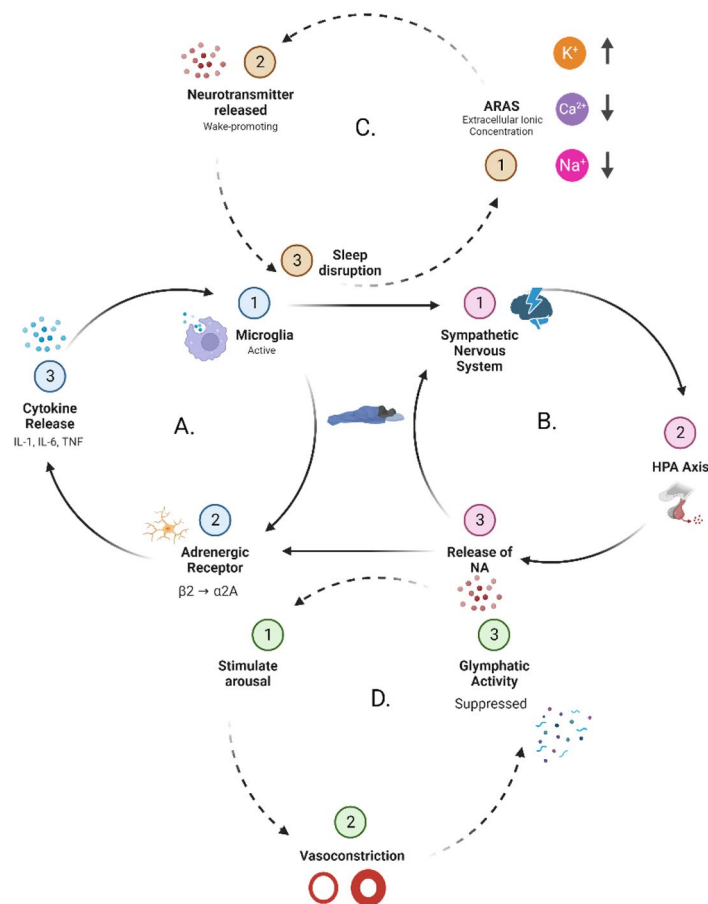 K⁺
2
Neurotransmitter
released
Wake-promoting
C.
ARAS
Extracellular Ionic
Concentration
Ca²⁺
1
Na⁺
3
Sleep
disruption
1
Microglia
Active
1
Sympathetic
Nervous
System
3
Cytokine
Release
IL-1, IL-6, TNF
A.
B.
2
HPA Axis
2
Adrenergic
Receptor
β2 → α2A
3
Release of
NA
1
Stimulate
arousal
3
Glymphatic
Activity
Suppressed
D.
2
Vasoconstriction